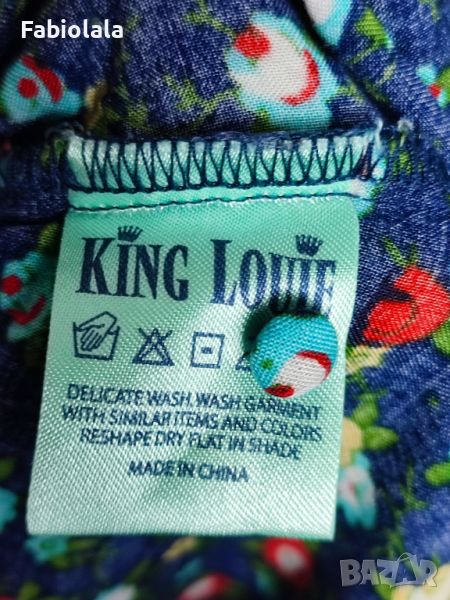 Fabiolala
KING LOUIE
DELICATE WASH.WASH GARMENT
WITH SIMILAR ITEMS AND COLORS
RESHAPE DRY FLAT IN SHADE
MADE IN CHINA
BAZAR